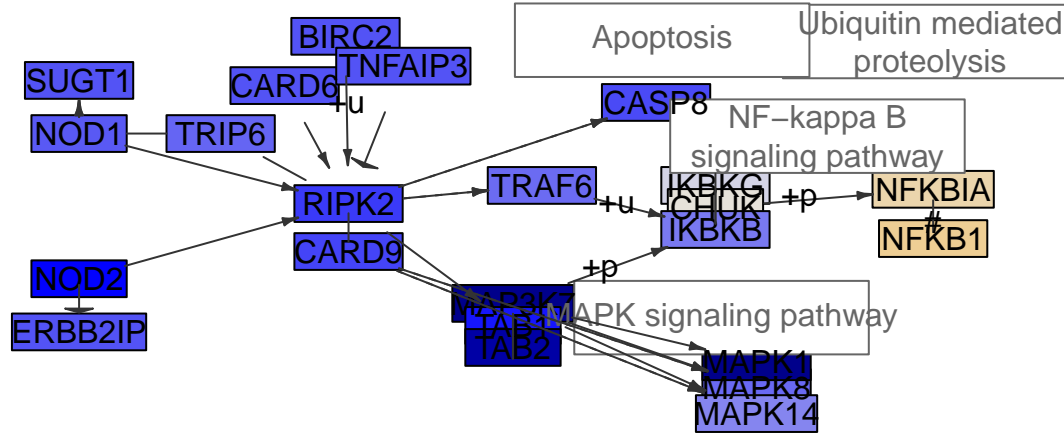 BIRC2
TNFAIP3
CARD6
+u
SUGT1
NOD1
TRIP6
Apoptosis
Ubiquitin mediated
proteolysis
CASP8
NF−kappa B
signaling pathway
RIPK2
TRAF6
+u
IKBKG
CHUK
IKBKB
+p
NFKBIA
#
NFKB1
CARD9
NOD2
ERBB2IP
+p
MAP3K7
TAB1
TAB2
MAPK signaling pathway
MAPK1
MAPK8
MAPK14